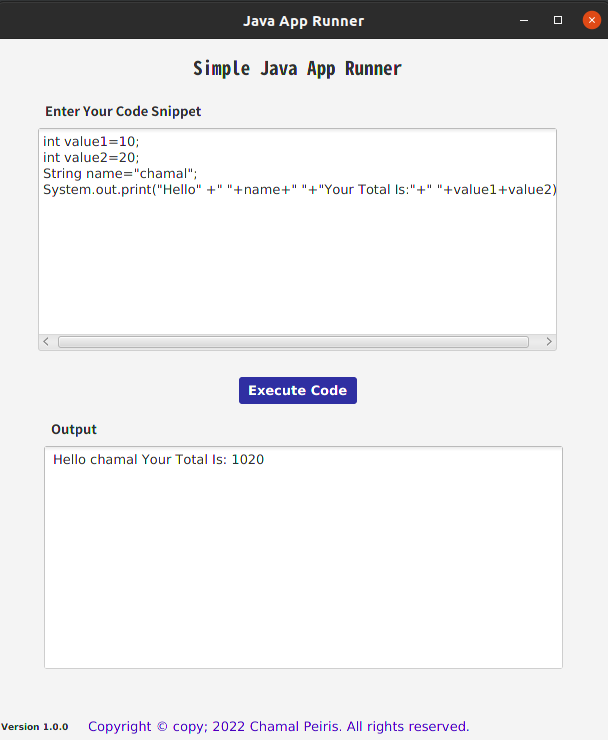 Java App Runner
Simple Java App Runner
Enter Your Code Snippet
int value1=10;
int value2=20;
String name="chamal";
System.out.print("Hello" +" "+name+" "+"Your Total Is:"+" "+value1+value2)
Execute Code
Output
Hello chamal Your Total Is: 1020
Version 1.0.0 Copyright © copy; 2022 Chamal Peiris. All rights reserved.